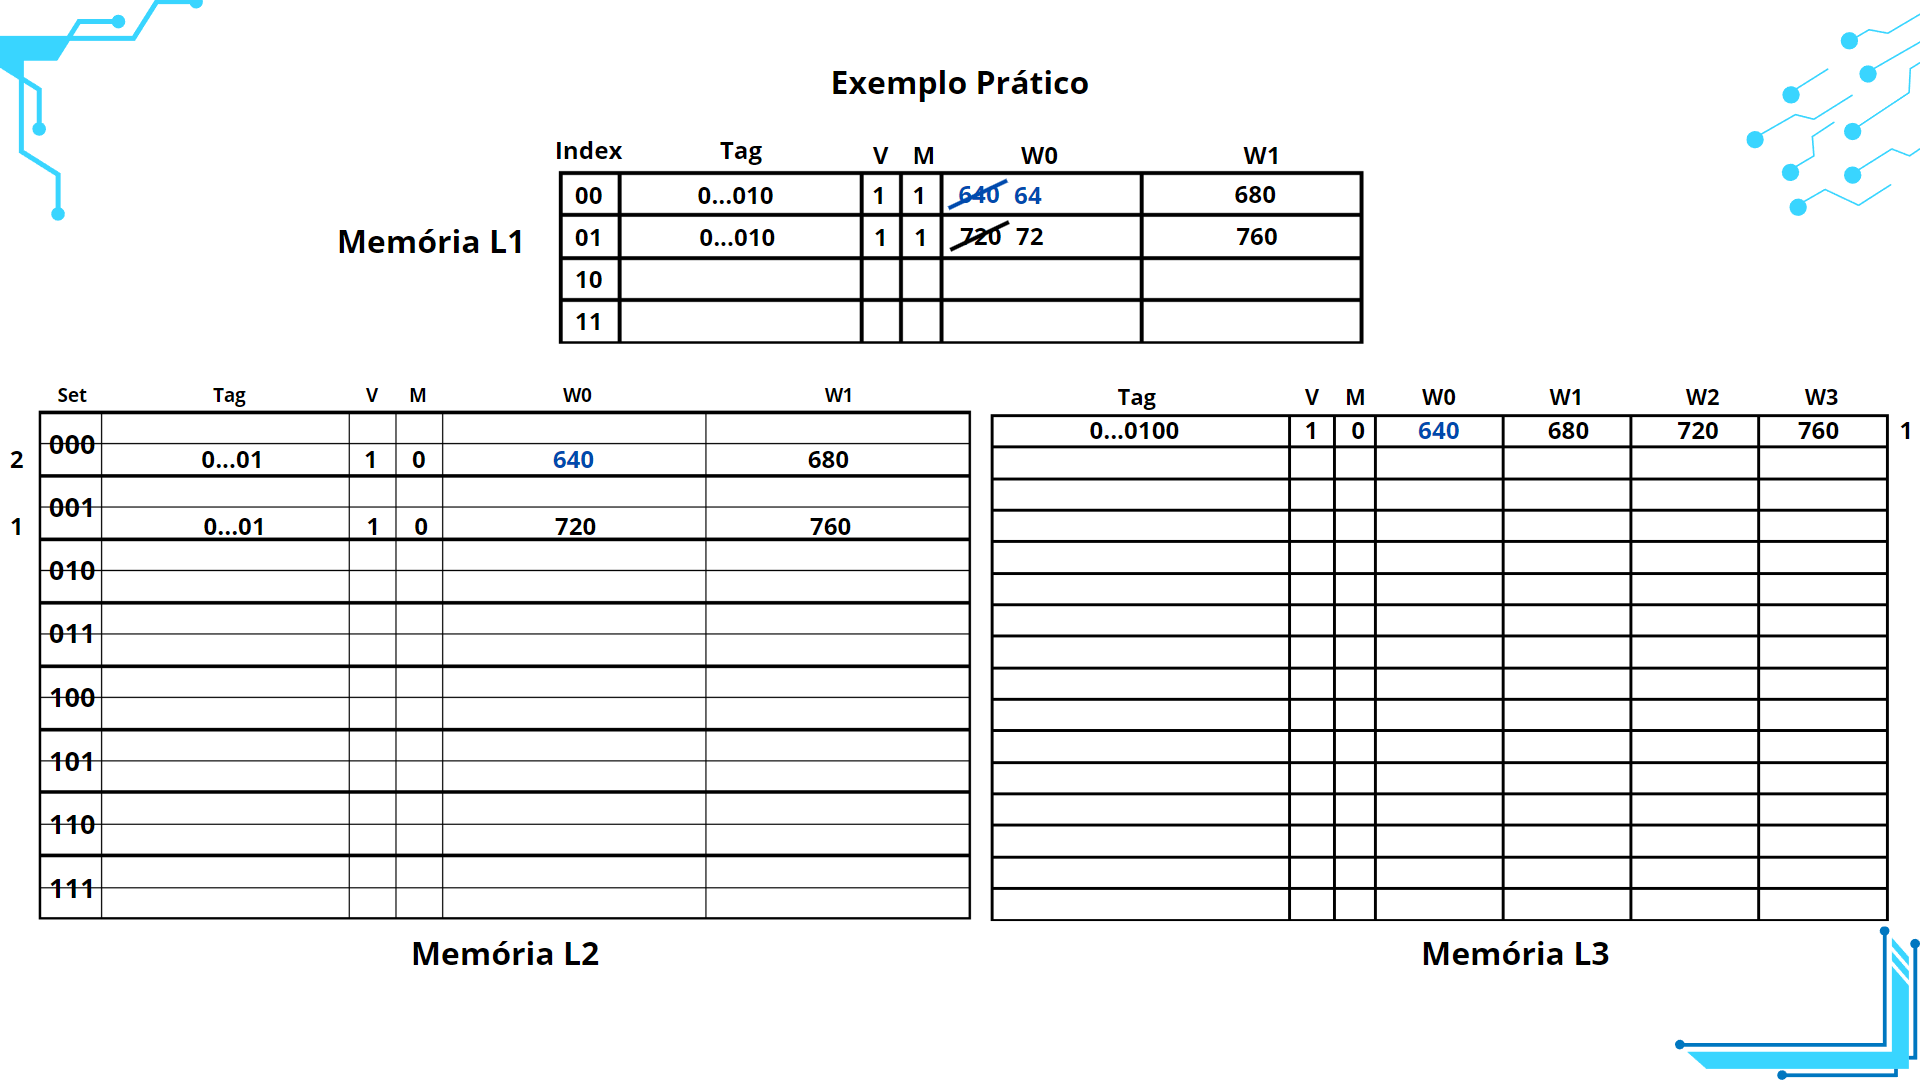 Exemplo Prático
Index Tag V M W0 W1
00 0...010 1 1 640 64 680
Memória L1
01 0...010 1 1 720 72 760
10
11
Set Tag V M W0 W1
000
2 0...01 1 0 640 680
001
1 0...01 1 0 720 760
010
011
100
101
110
111
Memória L2
Tag V M W0 W1 W2 W3
0...0100 1 0 640 680 720 760 1
Memória L3